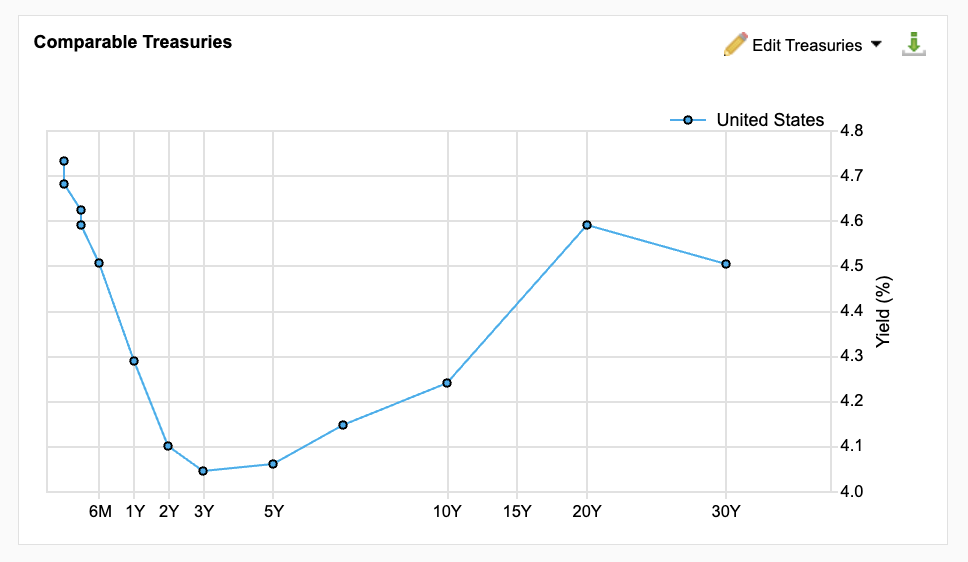 Comparable Treasuries
Edit Treasuries
United States
4.8
4.7
4.6
4.5
4.4
4.3
4.2
4.1
4.0
Yield (%)
6M 1Y 2Y 3Y 5Y 10Y 15Y 20Y 30Y